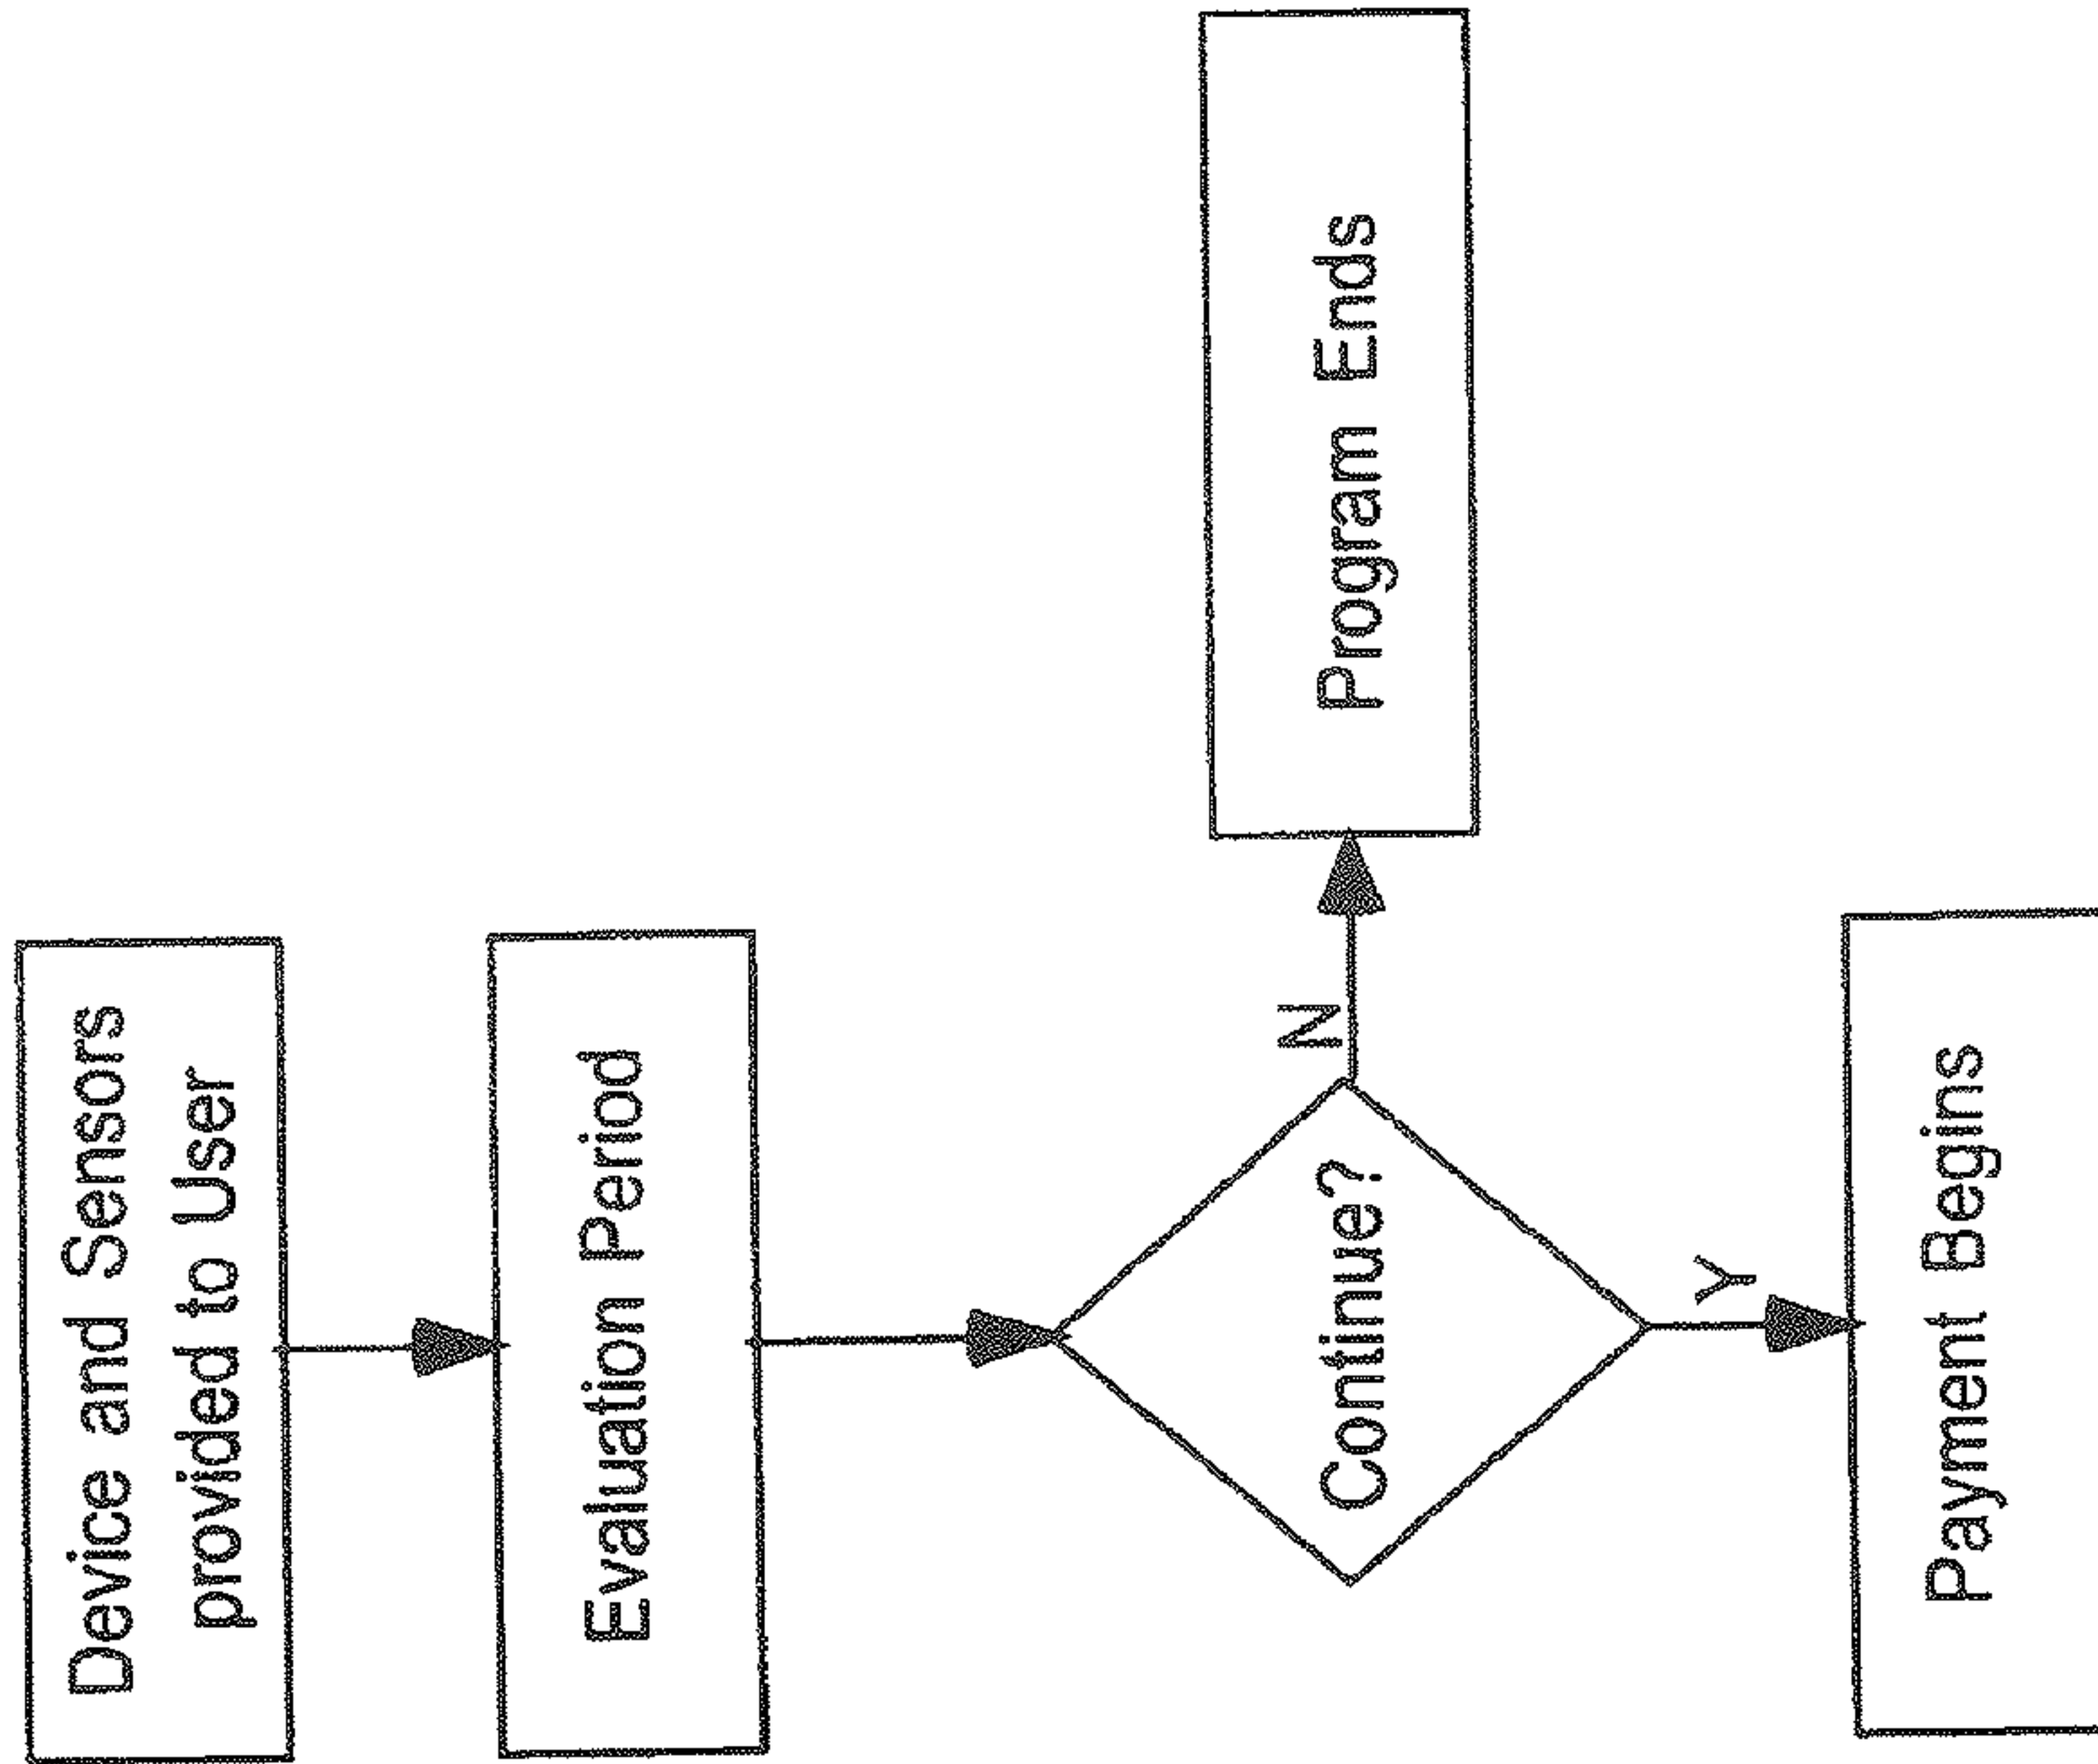 Device and Sensors
provided to User
Evaluation Period
Continue?
N
Program Ends
Y
Payment Begins